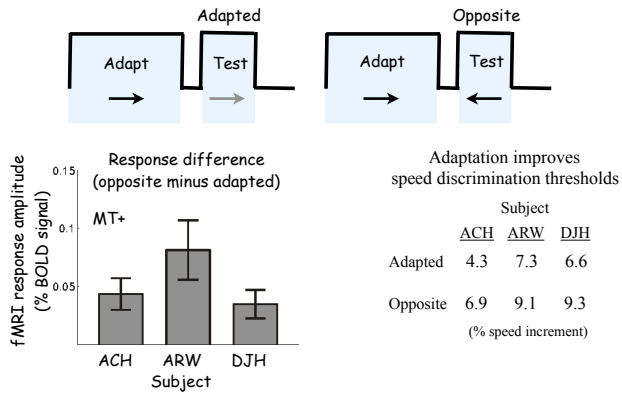 Adapted
Adapt Test
Opposite
Adapt Test
Response difference
(opposite minus adapted)
MT+
fMRI response amplitude
(% BOLD signal)
0.15
0.1
0.05
ACH ARW DJH
Subject
Adaptation improves
speed discrimination thresholds
Subject
ACH ARW DJH
Adapted 4.3 7.3 6.6
Opposite 6.9 9.1 9.3
(% speed increment)